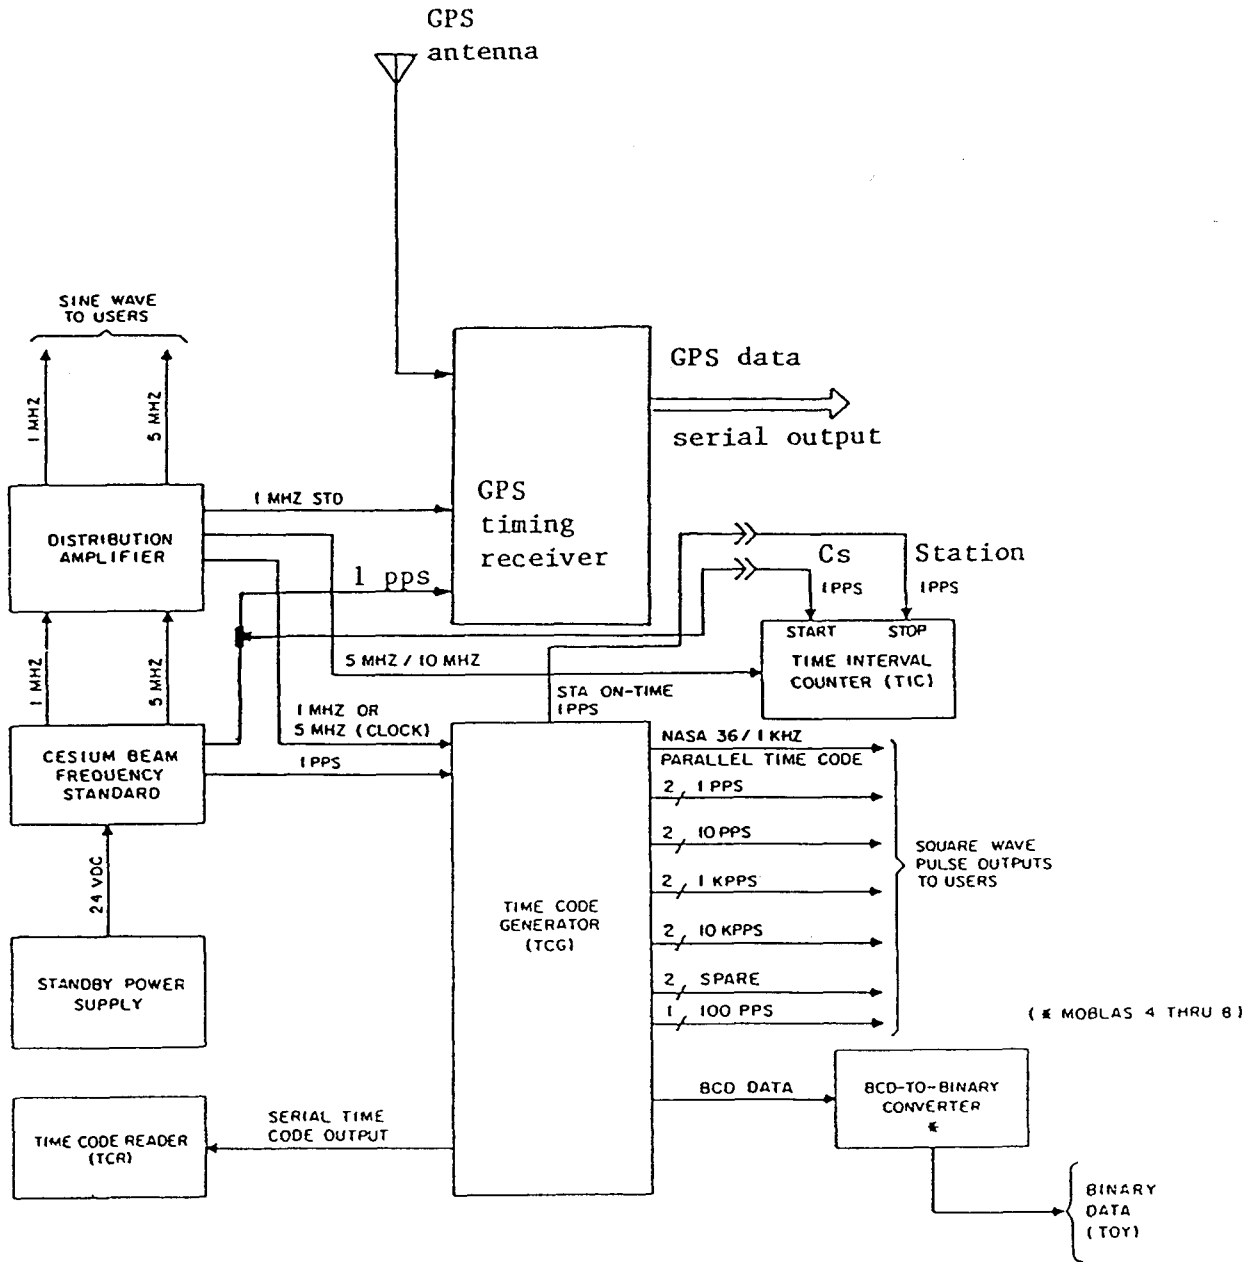 GPS
antenna
SINE WAVE
TO USERS
1 MHZ
5 MHZ
GPS data
serial output
1 MHZ STD
GPS
timing
receiver
DISTRIBUTION
AMPLIFIER
1 pps
Cs
1PPS
Station
1PPS
START
STOP
TIME INTERVAL
COUNTER (TIC)
5 MHZ / 10 MHZ
1 MHZ
5 MHZ
STA ON-TIME
1PPS
1 MHZ OR
5 MHZ (CLOCK)
1PPS
CESIUM BEAM
FREQUENCY
STANDARD
NASA 36 / 1 KHZ
PARALLEL TIME CODE
2/ 1 PPS
2/ 10 PPS
2/ 1 KPPS
2/ 10 KPPS
2/ SPARE
1/ 100 PPS
SQUARE WAVE
PULSE OUTPUTS
TO USERS
24 VDC
TIME CODE
GENERATOR
(TCG)
STANDBY POWER
SUPPLY
(* MOBLAS 4 THRU 8)
BCD DATA
BCD-TO-BINARY
CONVERTER
*
SERIAL TIME
CODE OUTPUT
TIME CODE READER
(TCR)
BINARY
DATA
(TOY)